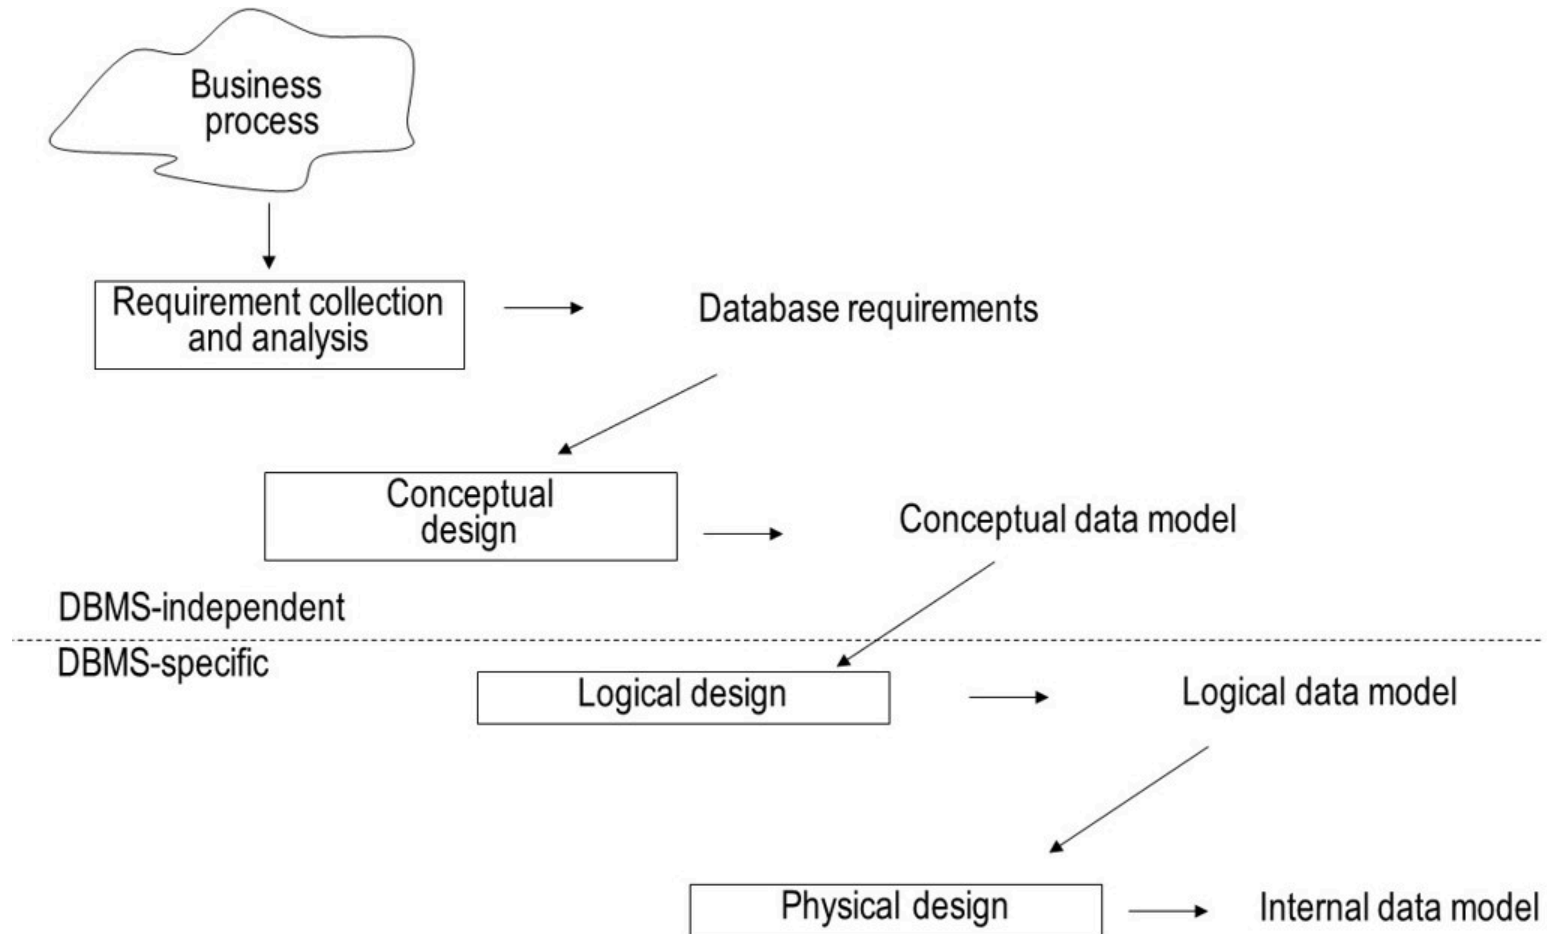 Business
process
Requirement collection
and analysis
Database requirements
Conceptual
design
Conceptual data model
DBMS-independent
DBMS-specific
Logical design
Logical data model
Physical design
Internal data model